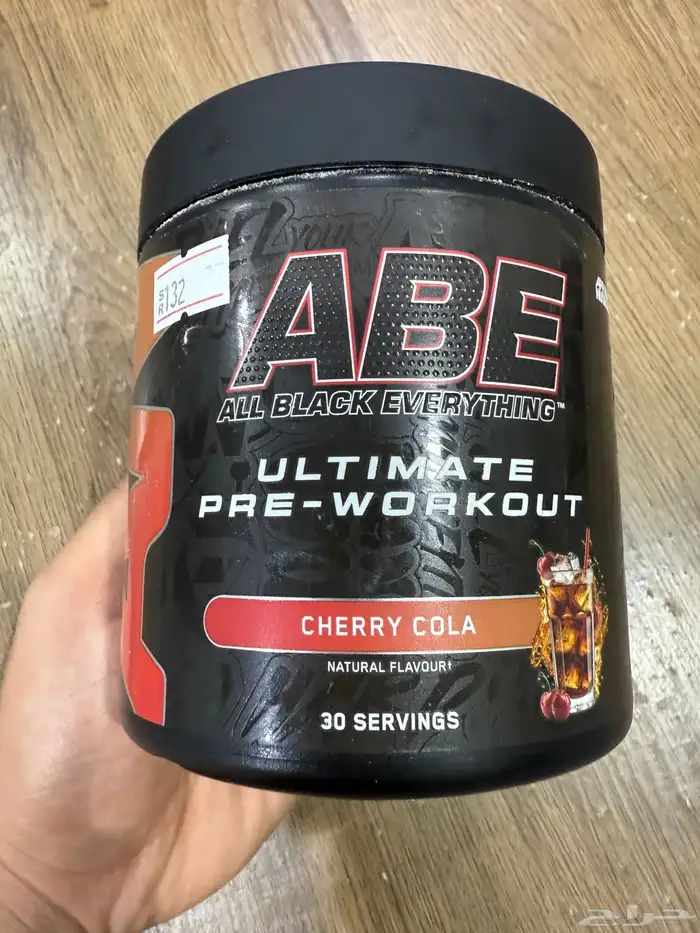 SR 132
ABE
ALL BLACK EVERYTHING™
ULTIMATE
PRE-WORKOUT
CHERRY COLA
NATURAL FLAVOUR†
30 SERVINGS
حراج